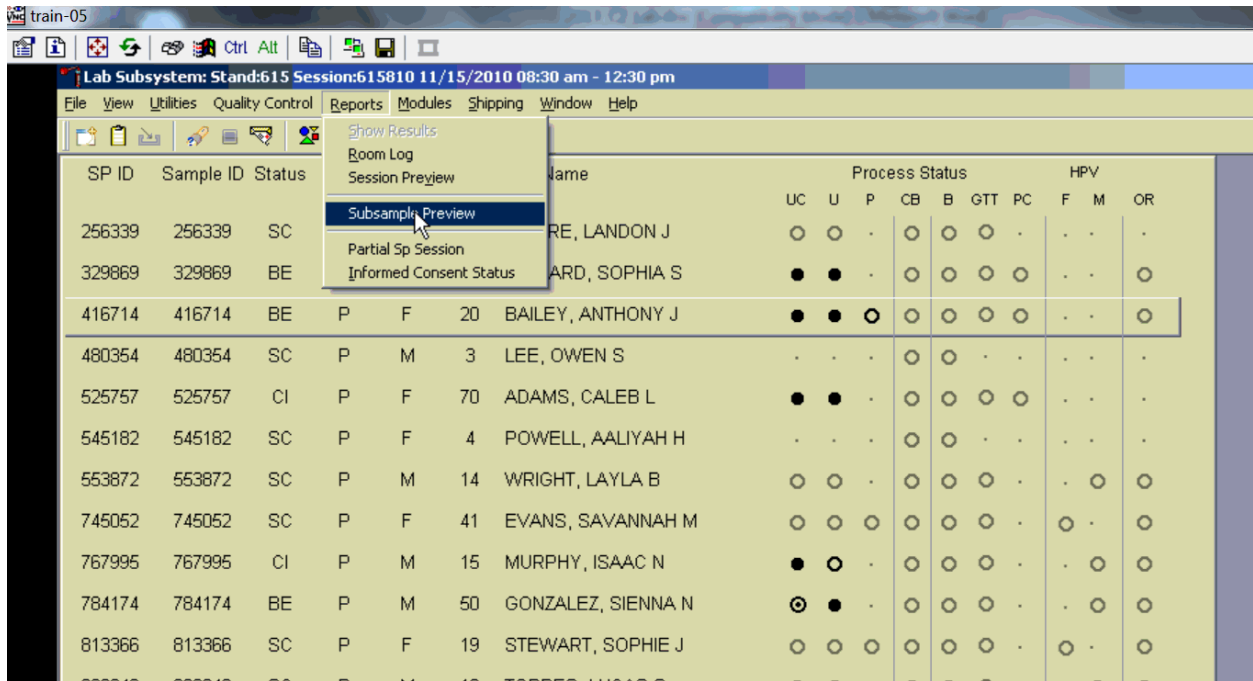 train-05
Ctrl Alt
Lab Subsystem: Stand:615 Session:615810 11/15/2010 08:30 am - 12:30 pm
File View Utilities Quality Control Reports Modules Shipping Window Help
Show Results
Room Log
Session Preview
Subsample Preview
Partial Sp Session
Informed Consent Status
SP ID Sample ID Status Name Process Status HPV
UC U P CB B GTT PC F M OR
256339 256339 SC RE, LANDON J
329869 329869 BE ARD, SOPHIA S
416714 416714 BE P F 20 BAILEY, ANTHONY J
480354 480354 SC P M 3 LEE, OWEN S
525757 525757 CI P F 70 ADAMS, CALEB L
545182 545182 SC P F 4 POWELL, AALIYAH H
553872 553872 SC P M 14 WRIGHT, LAYLA B
745052 745052 SC P F 41 EVANS, SAVANNAH M
767995 767995 CI P M 15 MURPHY, ISAAC N
784174 784174 BE P M 50 GONZALEZ, SIENNA N
813366 813366 SC P F 19 STEWART, SOPHIE J